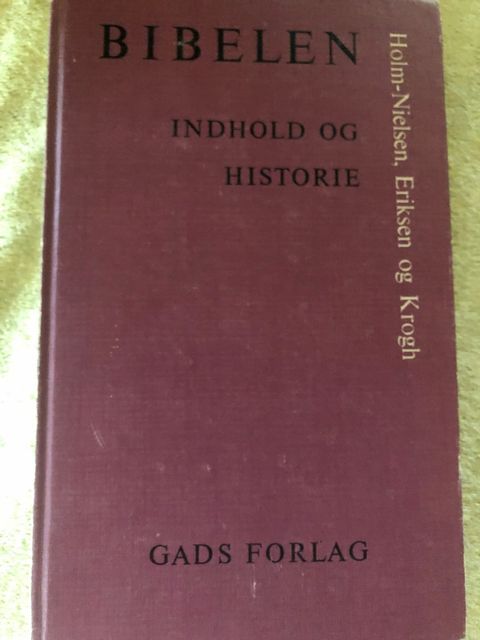 BIBELEN
INDHOLD OG
HISTORIE
Holm-Nielsen, Eriksen og Krogh
GADS FORLAG